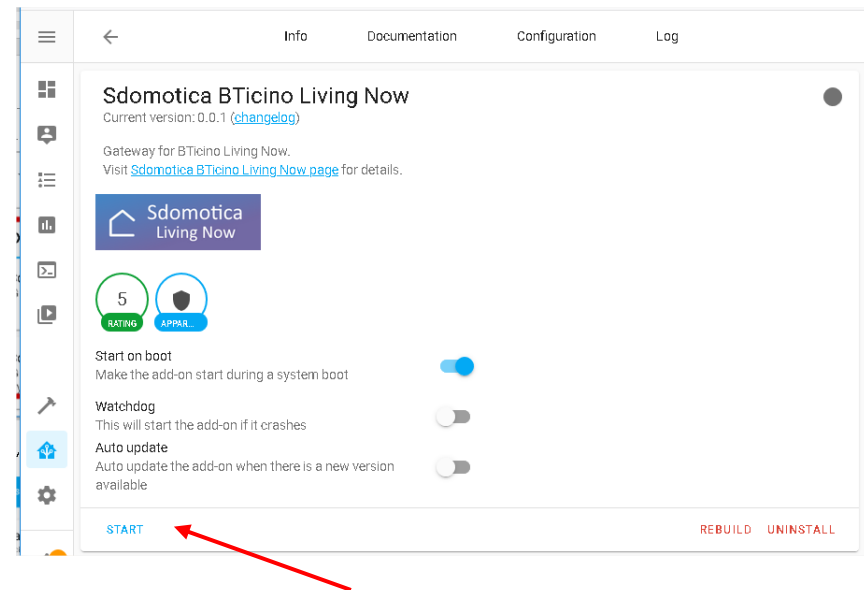 Info Documentation Configuration Log
Sdomotica BTicino Living Now
Current version: 0.0.1 (changelog)
Gateway for BTicino Living Now.
Visit Sdomotica BTicino Living Now page for details.
Sdomotica
Living Now
5
RATING APPAR...
Start on boot
Make the add-on start during a system boot
Watchdog
This will start the add-on if it crashes
Auto update
Auto update the add-on when there is a new version
available
START REBUILD UNINSTALL